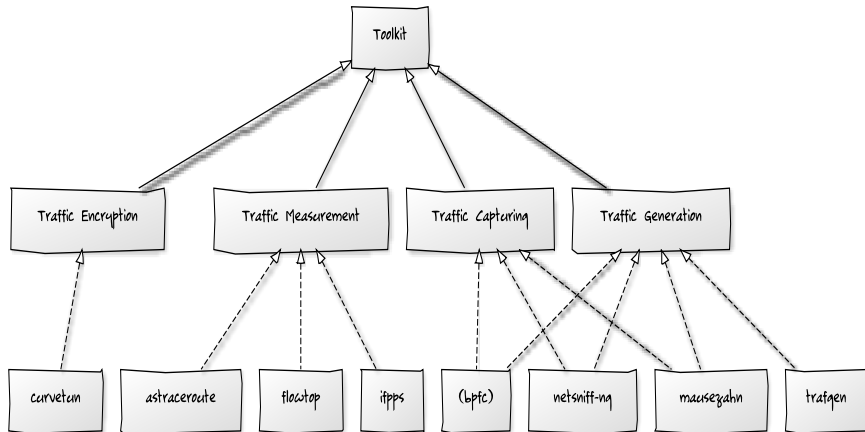 Toolkit
Traffic Encryption
Traffic Measurement
Traffic Capturing
Traffic Generation
curvetun
astraceroute
flowtop
ifpps
(bpfc)
netsniff-ng
mausezahn
trafgen